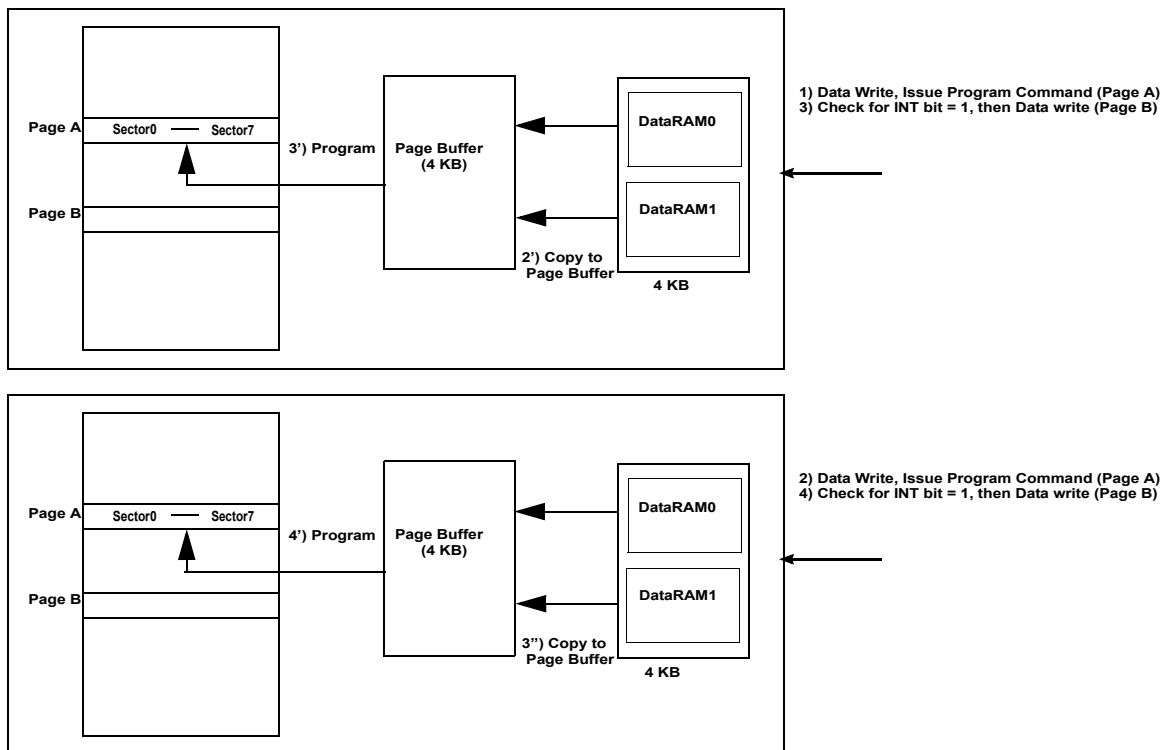 1) Data Write, Issue Program Command (Page A)
3) Check for INT bit = 1, then Data write (Page B)
Page A
Sector0
Sector7
3’) Program
Page Buffer
(4 KB)
DataRAM0
Page B
DataRAM1
2’) Copy to
Page Buffer
4 KB
2) Data Write, Issue Program Command (Page A)
4) Check for INT bit = 1, then Data write (Page B)
Page A
Sector0
Sector7
4’) Program
Page Buffer
(4 KB)
DataRAM0
Page B
DataRAM1
3”) Copy to
Page Buffer
4 KB